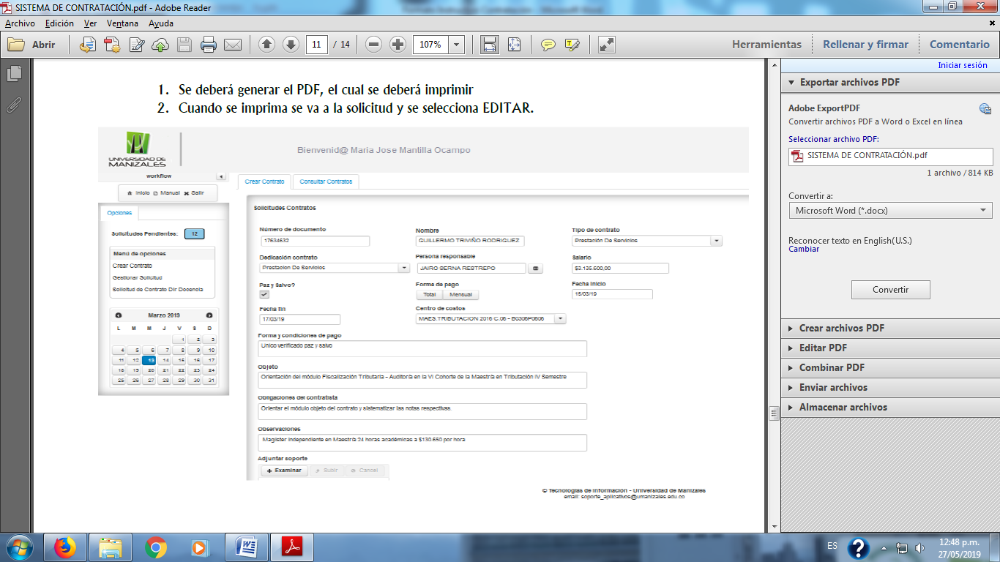 SISTEMA DE CONTRATACIÓN.pdf - Adobe Reader
Archivo Edición Ver Ventana Ayuda
Abrir 11 / 14 107% Herramientas Rellenar y firmar Comentario
1. Se deberá generar el PDF, el cual se deberá imprimir
2. Cuando se imprima se va a la solicitud y se selecciona EDITAR.
UNIVERSIDAD DE
MANIZALES
Bienvenid@ Maria Jose Mantilla Ocampo
workflow
Inicio Manual Salir
Opciones
Solicitudes Pendientes: 12
Menú de opciones
Crear Contrato
Gestionar Solicitud
Solicitud de Contrato Dir Docencia
Marzo 2019
L M M J V S D
1 2 3
4 5 6 7 8 9 10
11 12 13 14 15 16 17
18 19 20 21 22 23 24
25 26 27 28 29 30 31
Crear Contrato Consultar Contratos
Solicitudes Contratos
Número de documento Nombre Tipo de contrato
17634632 GUILLERMO TRIVIÑO RODRIGUEZ Prestación De Servicios
Dedicación contrato Persona responsable Salario
Prestacion De Servicios JAIRO SERNA RESTREPO $3.135.600,00
Paz y Salvo? Forma de pago Fecha inicio
Total Mensual 15/03/19
Fecha fin Centro de costos
17/03/19 MAES.TRIBUTACION 2016 C.06 - B0306P0606
Forma y condiciones de pago
Unico verificado paz y salvo
Objeto
Orientación del módulo Fiscalización Tributaria - Auditoría en la VI Cohorte de la Maestría en Tributación IV Semestre
Obligaciones del contratista
Orientar el módulo objeto del contrato y sistematizar las notas respectivas.
Observaciones
Magister Independiente en Maestría 24 horas académicas a $130.650 por hora
Adjuntar soporte
Examinar Subir Cancel
© Tecnologías de Información - Universidad de Manizales
email: soporte_aplicativos@umanizales.edu.co
Iniciar sesión
Exportar archivos PDF
Adobe ExportPDF
Convertir archivos PDF a Word o Excel en línea
Seleccionar archivo PDF:
SISTEMA DE CONTRATACIÓN.pdf
1 archivo / 814 KB
Convertir a:
Microsoft Word (*.docx)
Reconocer texto en English(U.S.)
Cambiar
Convertir
Crear archivos PDF
Editar PDF
Combinar PDF
Enviar archivos
Almacenar archivos
ES 12:48 p.m.
27/05/2019